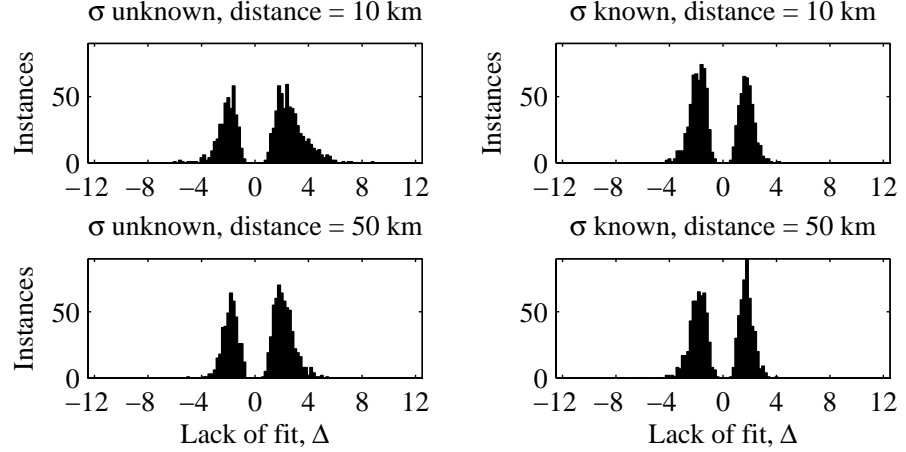 σ unknown, distance = 10 km
Instances
50
0
−12 −8 −4 0 4 8 12
σ known, distance = 10 km
Instances
50
0
−12 −8 −4 0 4 8 12
σ unknown, distance = 50 km
Instances
50
0
−12 −8 −4 0 4 8 12
Lack of fit, Δ
σ known, distance = 50 km
Instances
50
0
−12 −8 −4 0 4 8 12
Lack of fit, Δ